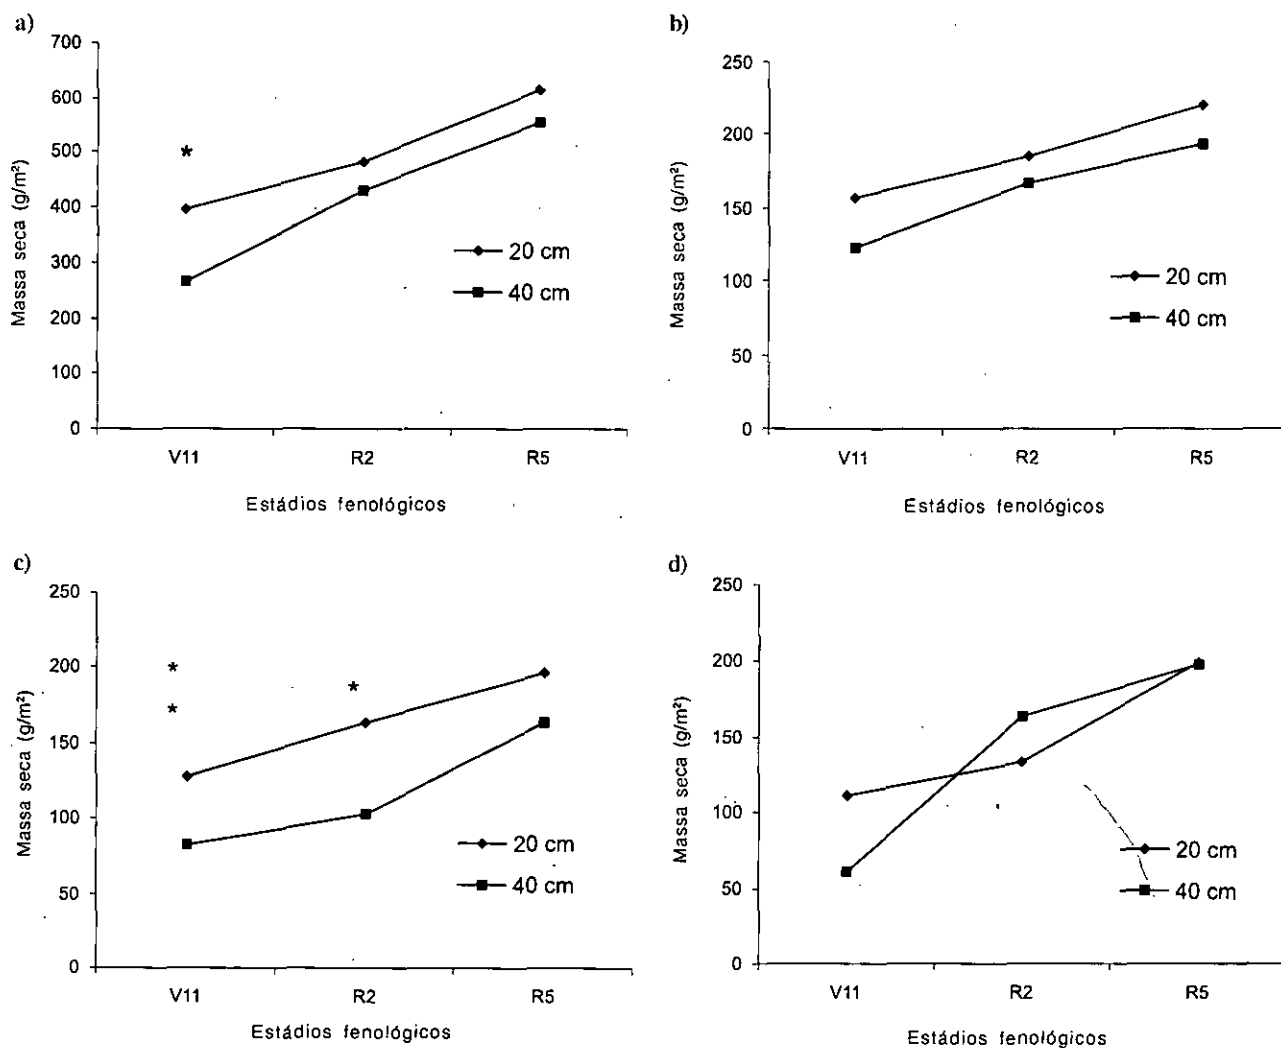 a)
700
600
500
400
300
200
100
0
Massa seca (g/m²)
*
20 cm
40 cm
V11 R2 R5
Estádios fenológicos
b)
250
200
150
100
50
0
Massa seca (g/m²)
20 cm
40 cm
V11 R2 R5
Estádios fenológicos
c)
250
200
150
100
50
0
Massa seca (g/m²)
*
*
*
20 cm
40 cm
V11 R2 R5
Estádios fenológicos
d)
250
200
150
100
50
0
Massa seca (g/m²)
20 cm
40 cm
V11 R2 R5
Estádios fenológicos